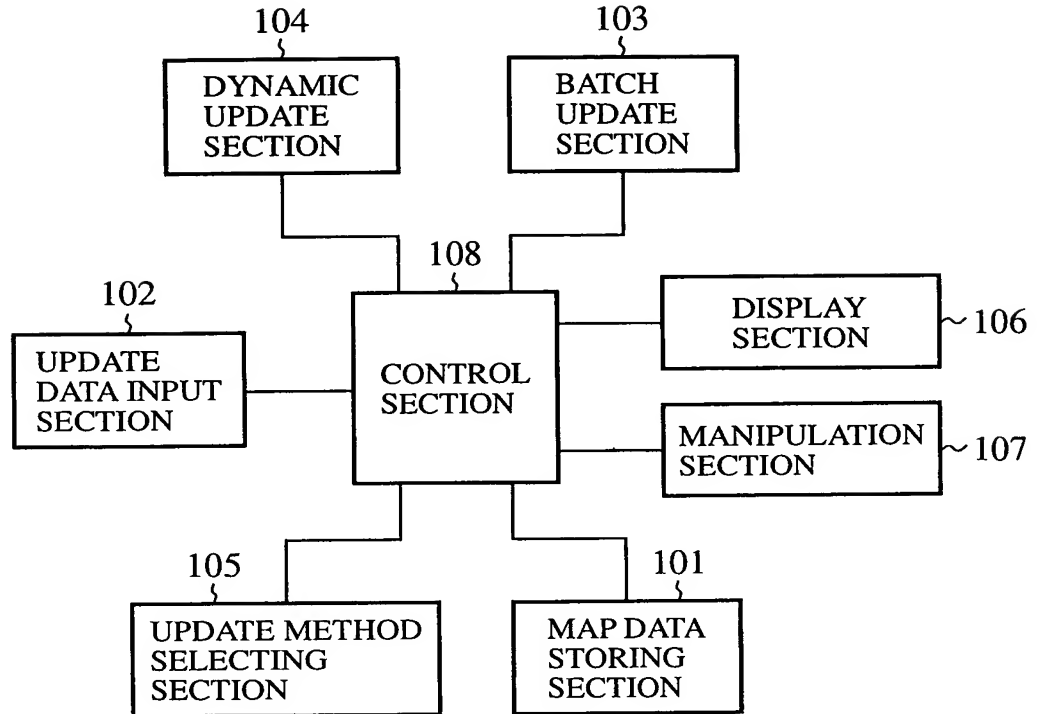 104
DYNAMIC
UPDATE
SECTION
103
BATCH
UPDATE
SECTION
108
CONTROL
SECTION
102
UPDATE
DATA INPUT
SECTION
DISPLAY
SECTION
106
MANIPULATION
SECTION
107
105
UPDATE METHOD
SELECTING
SECTION
101
MAP DATA
STORING
SECTION